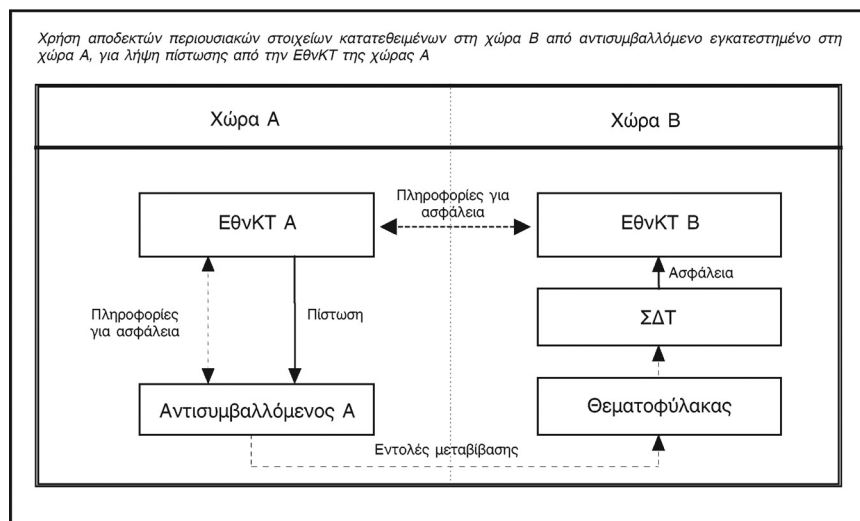 Χρήση αποδεκτών περιουσιακών στοιχείων κατατεθειμένων στη χώρα Β από αντισυμβαλλόμενο εγκατεστημένο στη
χώρα Α, για λήψη πίστωσης από την ΕθνΚΤ της χώρας Α
Χώρα Α
Χώρα Β
ΕθνΚΤ Α
Πληροφορίες για
ασφάλεια
ΕθνΚΤ Β
Ασφάλεια
Πληροφορίες
για ασφάλεια
Πίστωση
ΣΔΤ
Αντισυμβαλλόμενος Α
Θεματοφύλακας
Εντολές μεταβίβασης